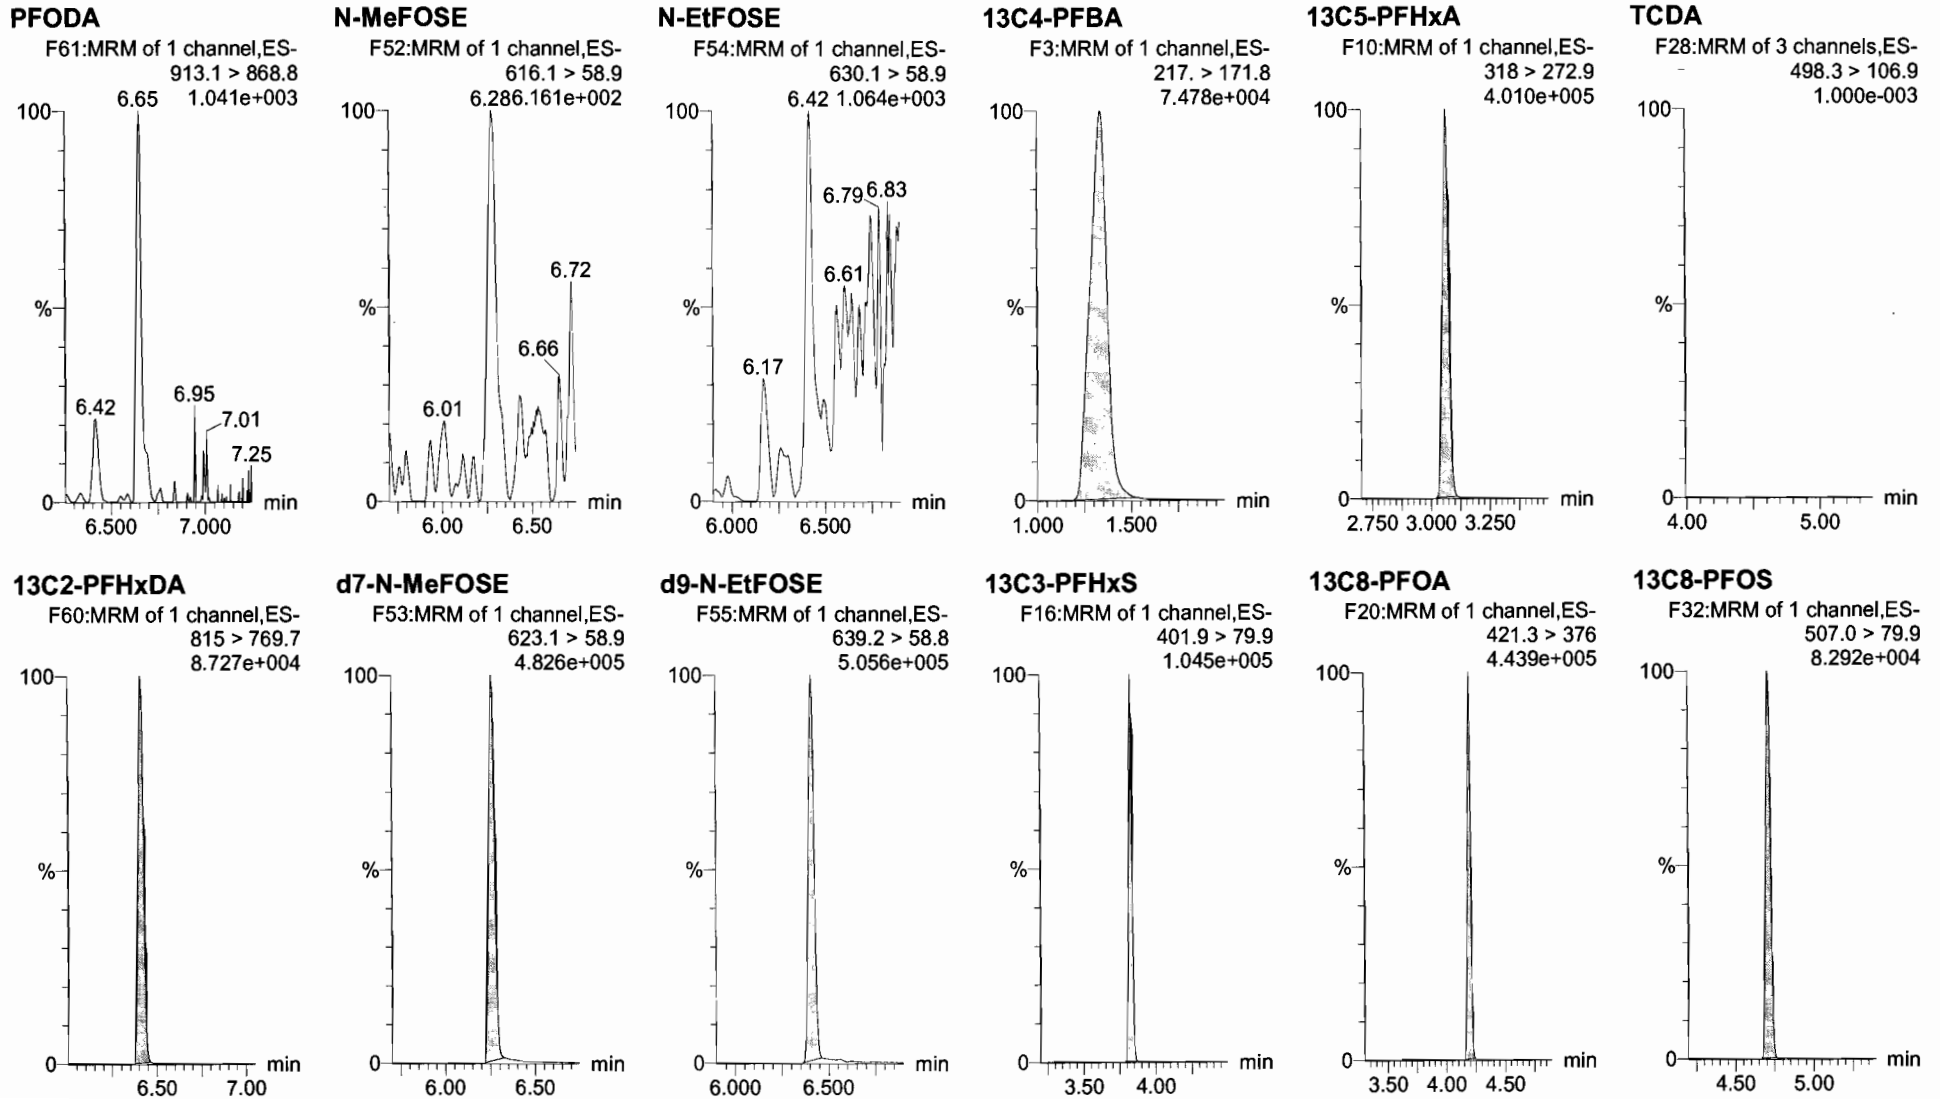 PFODA
F61:MRM of 1 channel,ES-
913.1 > 868.8
6.65 1.041e+003
100
6.42
6.95
7.01
7.25
%
0
min
6.500 7.000
N-MeFOSE
F52:MRM of 1 channel,ES-
616.1 > 58.9
6.286.161e+002
100
6.72
6.66
6.01
%
0
min
6.00 6.50
N-EtFOSE
F54:MRM of 1 channel,ES-
630.1 > 58.9
6.42 1.064e+003
100
6.79 6.83
6.61
6.17
%
0
min
6.000 6.500
13C4-PFBA
F3:MRM of 1 channel,ES-
217. > 171.8
7.478e+004
100
%
0
min
1.000 1.500
13C5-PFHxA
F10:MRM of 1 channel,ES-
318 > 272.9
4.010e+005
100
%
0
min
2.750 3.000 3.250
TCDA
F28:MRM of 3 channels,ES-
498.3 > 106.9
1.000e-003
100
%
0
min
4.00 5.00
13C2-PFHxDA
F60:MRM of 1 channel,ES-
815 > 769.7
8.727e+004
100
%
0
min
6.50 7.00
d7-N-MeFOSE
F53:MRM of 1 channel,ES-
623.1 > 58.9
4.826e+005
100
%
0
min
6.00 6.50
d9-N-EtFOSE
F55:MRM of 1 channel,ES-
639.2 > 58.8
5.056e+005
100
%
0
min
6.000 6.500
13C3-PFHxS
F16:MRM of 1 channel,ES-
401.9 > 79.9
1.045e+005
100
%
0
min
3.50 4.00
13C8-PFOA
F20:MRM of 1 channel,ES-
421.3 > 376
4.439e+005
100
%
0
min
3.50 4.00 4.50
13C8-PFOS
F32:MRM of 1 channel,ES-
507.0 > 79.9
8.292e+004
100
%
0
min
4.50 5.00